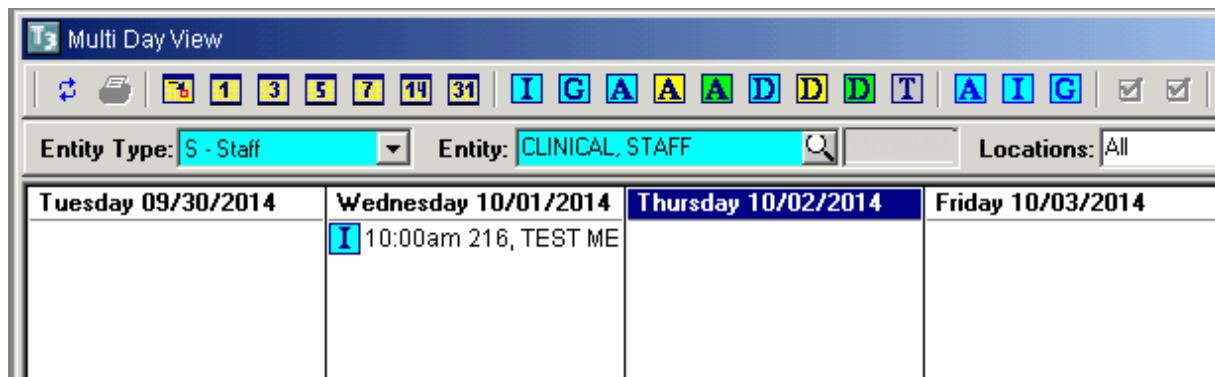 T3 Multi Day View
1 3 5 7 14 31 I G A A A D D D T A I G
Entity Type: S - Staff Entity: CLINICAL, STAFF Locations: All
Tuesday 09/30/2014 Wednesday 10/01/2014 Thursday 10/02/2014 Friday 10/03/2014
I 10:00am 216, TEST ME